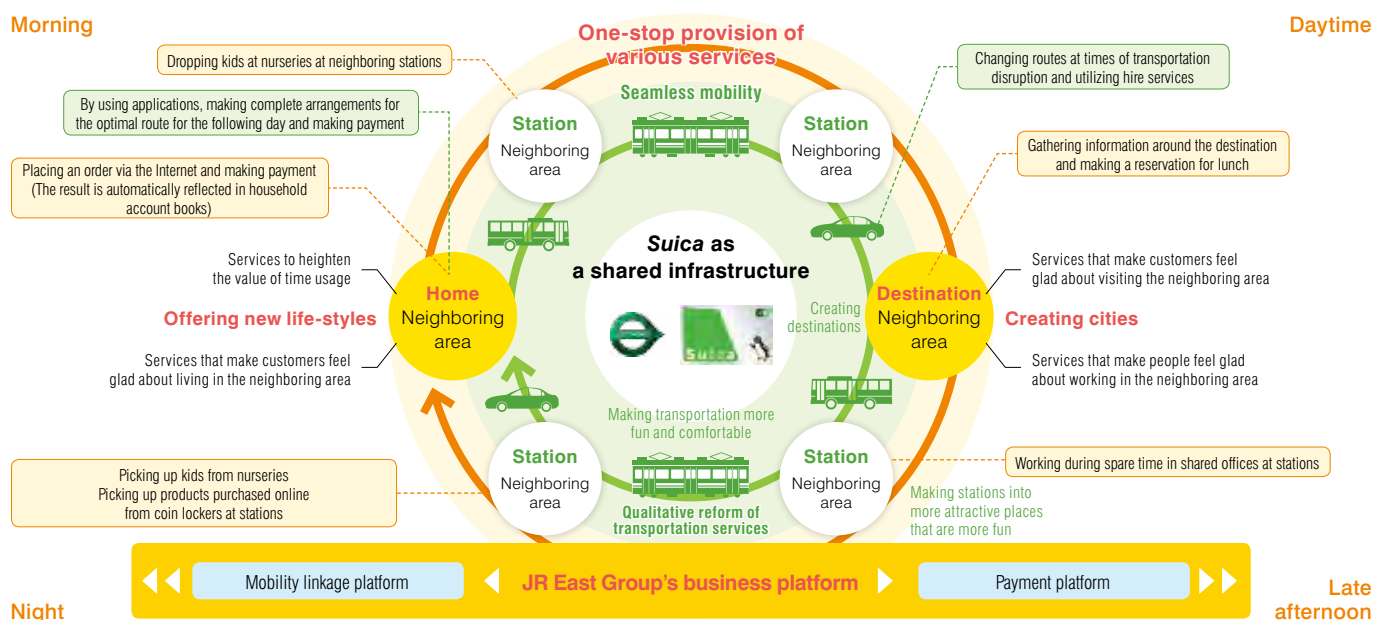 Morning
Daytime
One-stop provision of
various services
Dropping kids at nurseries at neighboring stations
Changing routes at times of transportation
disruption and utilizing hire services
By using applications, making complete arrangements for
the optimal route for the following day and making payment
Seamless mobility
Station
Neighboring
area
Station
Neighboring
area
Gathering information around the destination
and making a reservation for lunch
Placing an order via the Internet and making payment
(The result is automatically reflected in household
account books)
Suica as
a shared infrastructure
Suica
Services to heighten
the value of time usage
Home
Neighboring
area
Offering new life-styles
Services that make customers feel
glad about living in the neighboring area
Creating
destinations
Destination
Neighboring
area
Services that make customers feel
glad about visiting the neighboring area
Creating cities
Services that make people feel glad
about working in the neighboring area
Making transportation more
fun and comfortable
Station
Neighboring
area
Station
Neighboring
area
Picking up kids from nurseries
Picking up products purchased online
from coin lockers at stations
Working during spare time in shared offices at stations
Qualitative reform of
transportation services
Making stations into
more attractive places
that are more fun
Mobility linkage platform
JR East Group's business platform
Payment platform
Night
Late
afternoon